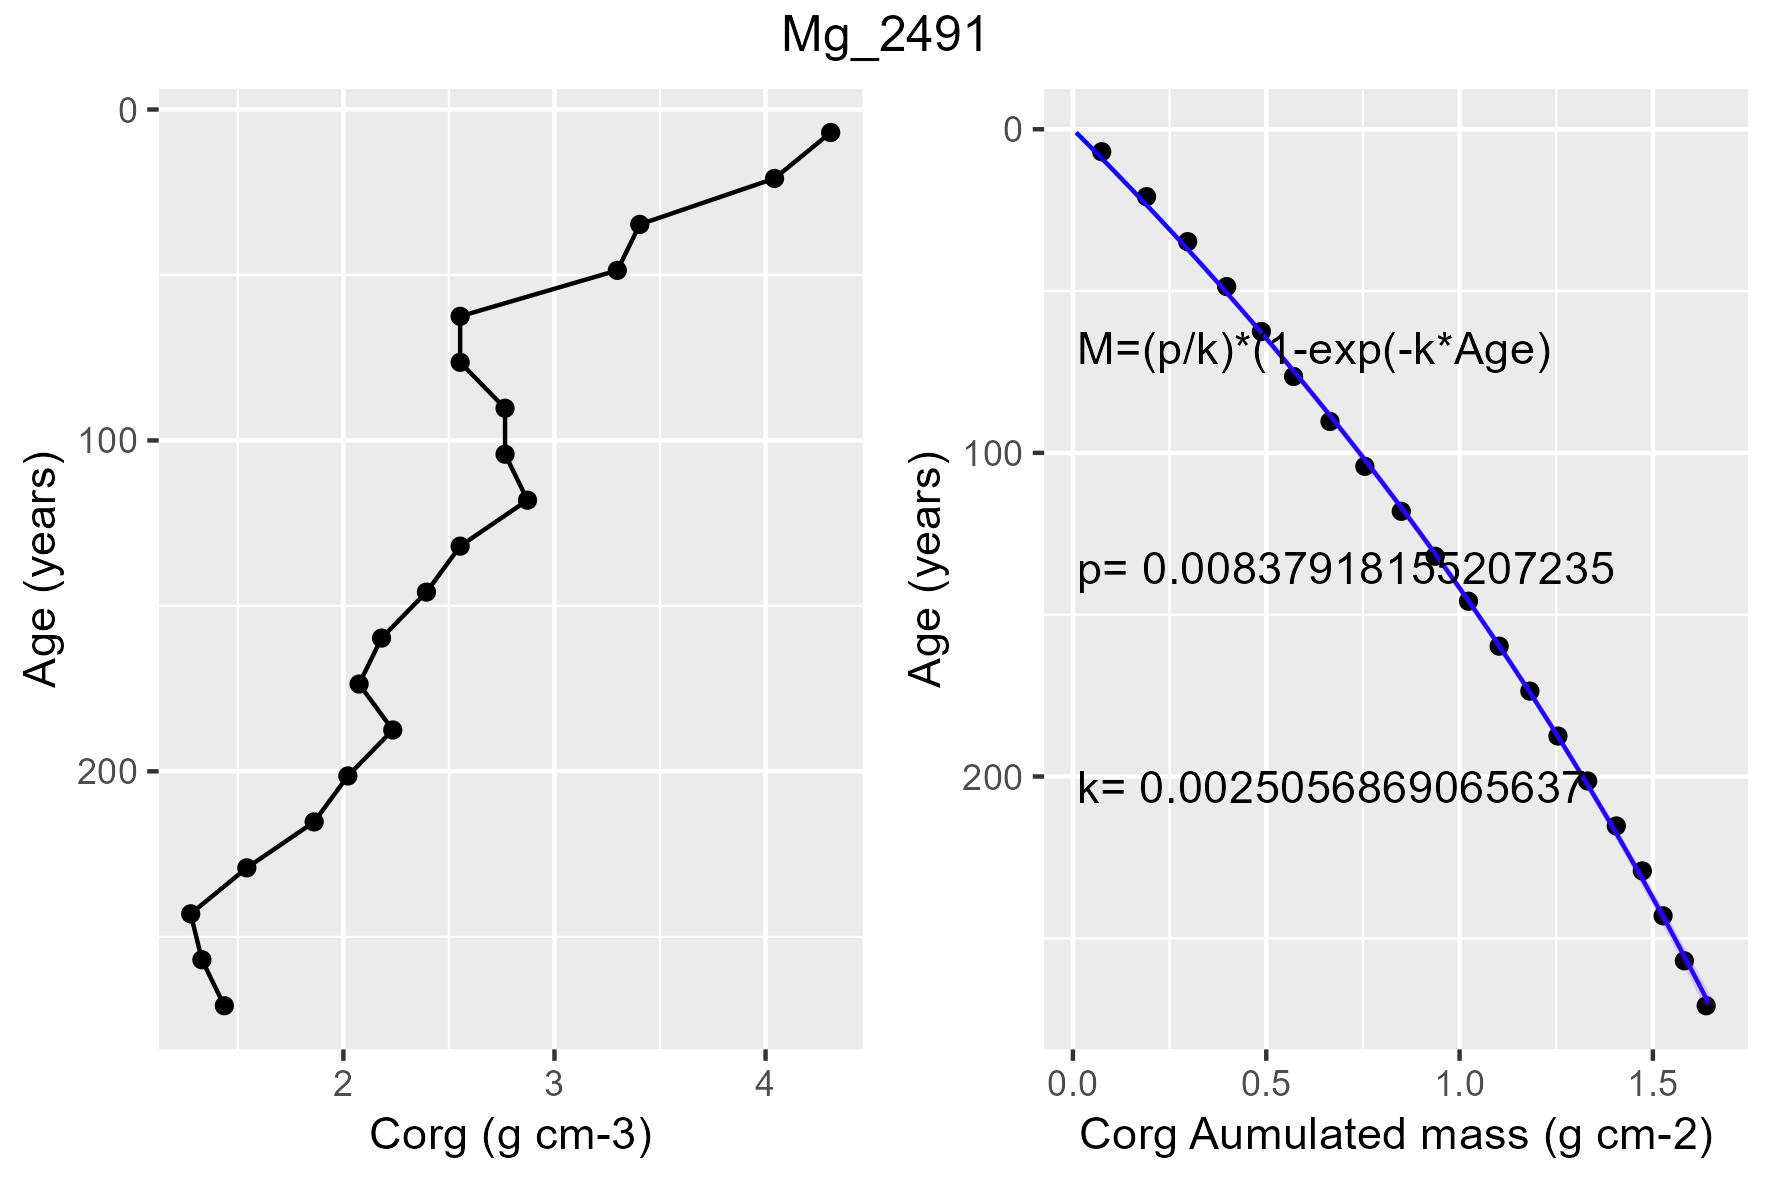 Mg_2491
Age (years)
0
100
200
2
3
4
Corg (g cm-3)
Age (years)
0
100
200
0.0
0.5
1.0
1.5
Corg Aumulated mass (g cm-2)
M=(p/k)*(1-exp(-k*Age)
p= 0.00837918155207235
k= 0.0025056869065637